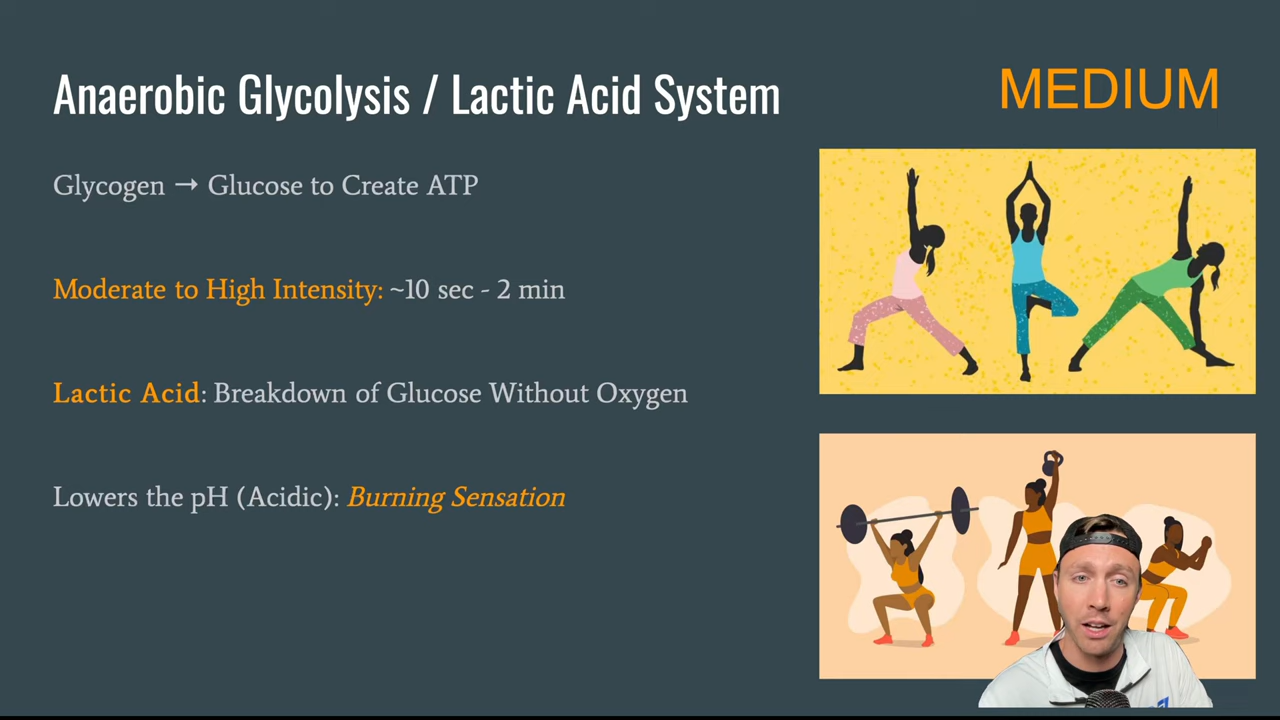 Anaerobic Glycolysis / Lactic Acid System
MEDIUM
Glycogen → Glucose to Create ATP
Moderate to High Intensity: ~10 sec - 2 min
Lactic Acid: Breakdown of Glucose Without Oxygen
Lowers the pH (Acidic): Burning Sensation